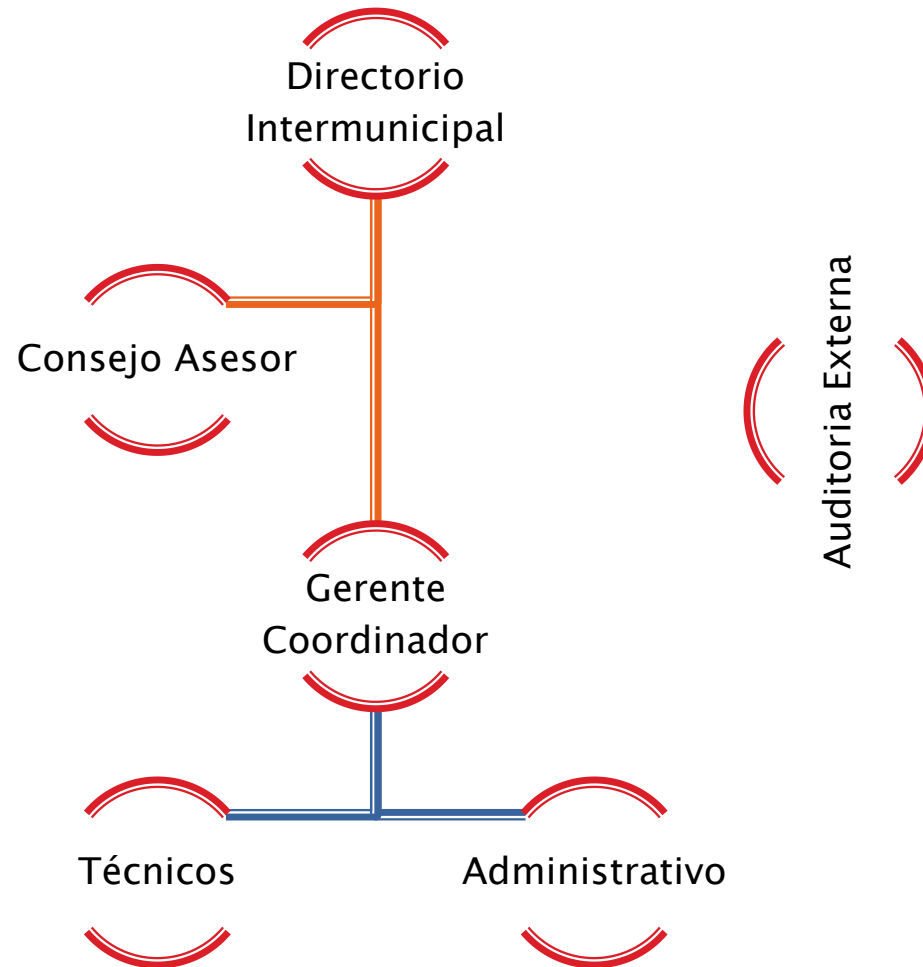 Directorio
Intermunicipal
Consejo Asesor
Auditoria Externa
Gerente
Coordinador
Técnicos
Administrativo